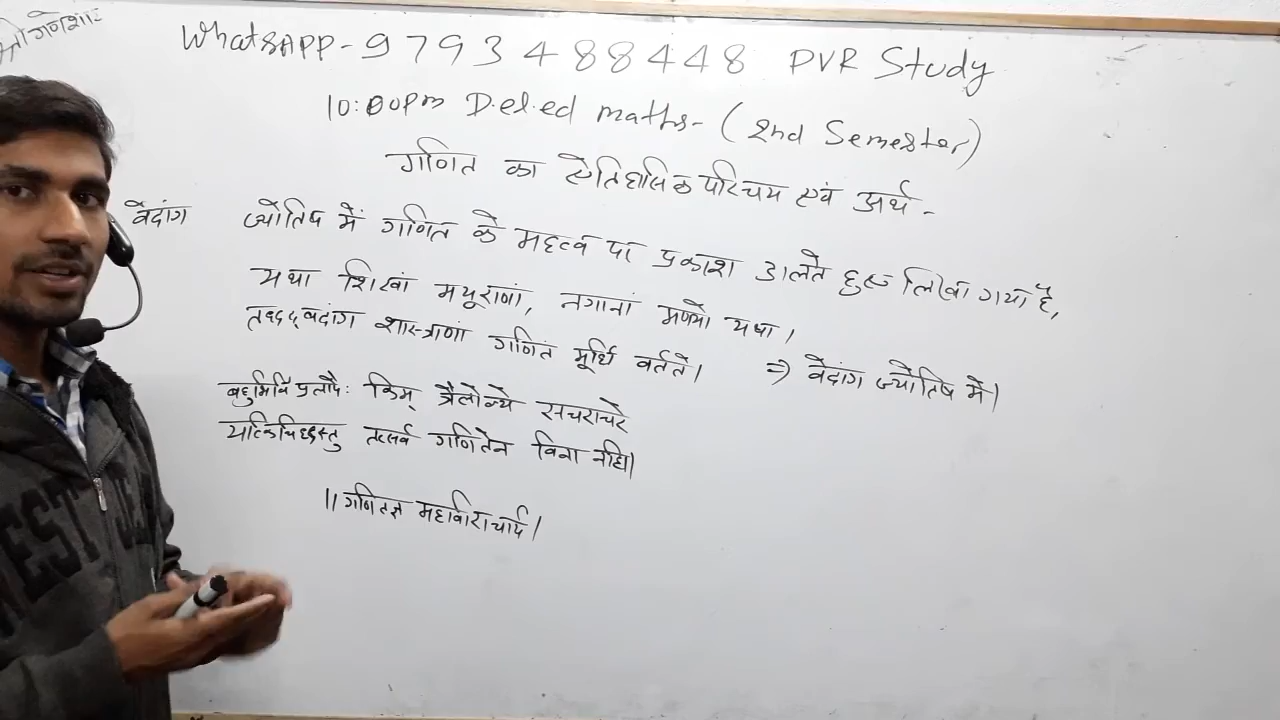 श्री गणेशाः
WhatsAPP - 9793488448 PVR Study
10:00pm D.el.ed maths- (2nd Semester)
गणित का ऐतिहासिक परिचय एवं अर्थ -
वेदांग ज्योतिष में गणित के महत्व पर प्रकाश डालते हुए लिखा गया है,
यथा शिखां मयूराणां, नगानां मणयो यथा,
तद्वद् वेदांग शास्त्राणां गणितं मूर्ध्नि वर्तते। ⇒ वेदांग ज्योतिष में।
बहुभिर्वि प्रलापैः किम् त्रैलोक्ये सचराचरे
यत्किंचिद्वस्तु तत्सर्व गणितेन विना नहि।
॥ गणितज्ञ महावीराचार्य।